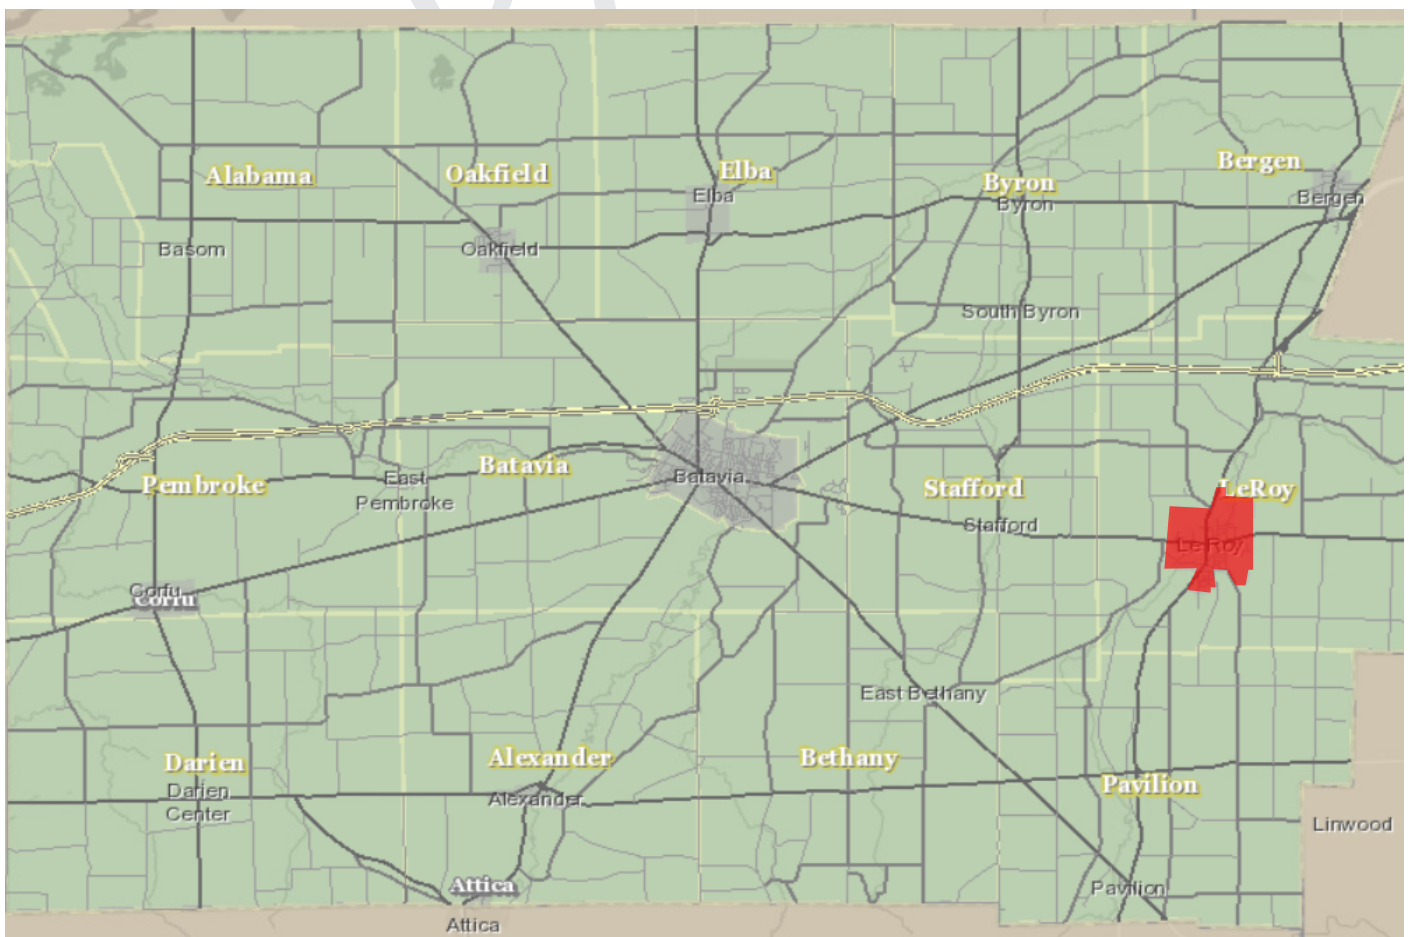 Alabama
Oakfield
Elba
Elba
Byron
Byron
Bergen
Bergen
Basom
Oakfield
South Byron
Pembroke
East
Pembroke
Batavia
Batavia
Stafford
Stafford
LeRoy
Le Roy
Corfu
Corfu
East Bethany
Darien
Darien
Center
Alexander
Alexander
Bethany
Pavilion
Linwood
Attica
Attica
Pavilion